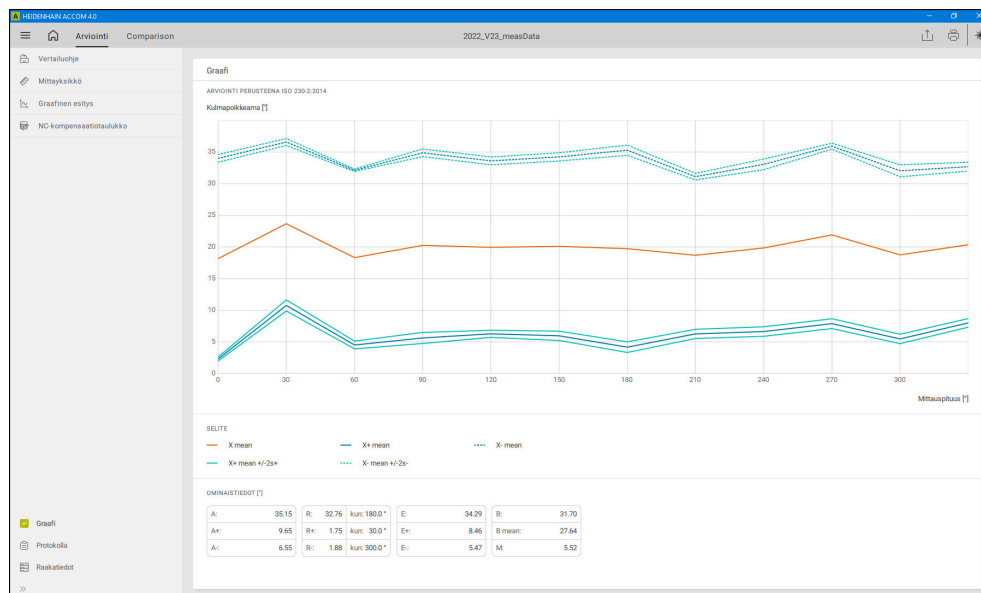 A HEIDENHAIN ACCOM 4.0
Arviointi Comparison 2022_V23_measData
Vertailuohje
Mittayksikkö
Graafinen esitys
NC-kompensaatiotaulukko
Graafi
ARVIOINTI PERUSTEENA ISO 230-2:2014
Kulmapoikkeama ["]
35
30
25
20
15
10
5
0
0 30 60 90 120 150 180 210 240 270 300
Mittauspituus [°]
SELITE
X mean X+ mean X- mean
X+ mean +/-2s+ X- mean +/-2s-
OMINAISTIEDOT ["]
A: 35.15 R: 32.76 kun: 180.0 ° E: 34.29 B: 31.70
A+: 9.65 R+: 1.75 kun: 30.0 ° E+: 8.46 B mean: 27.64
A-: 6.55 R-: 1.88 kun: 300.0 ° E-: 5.47 M: 5.52
Graafi
Protokolla
Raakatiedot